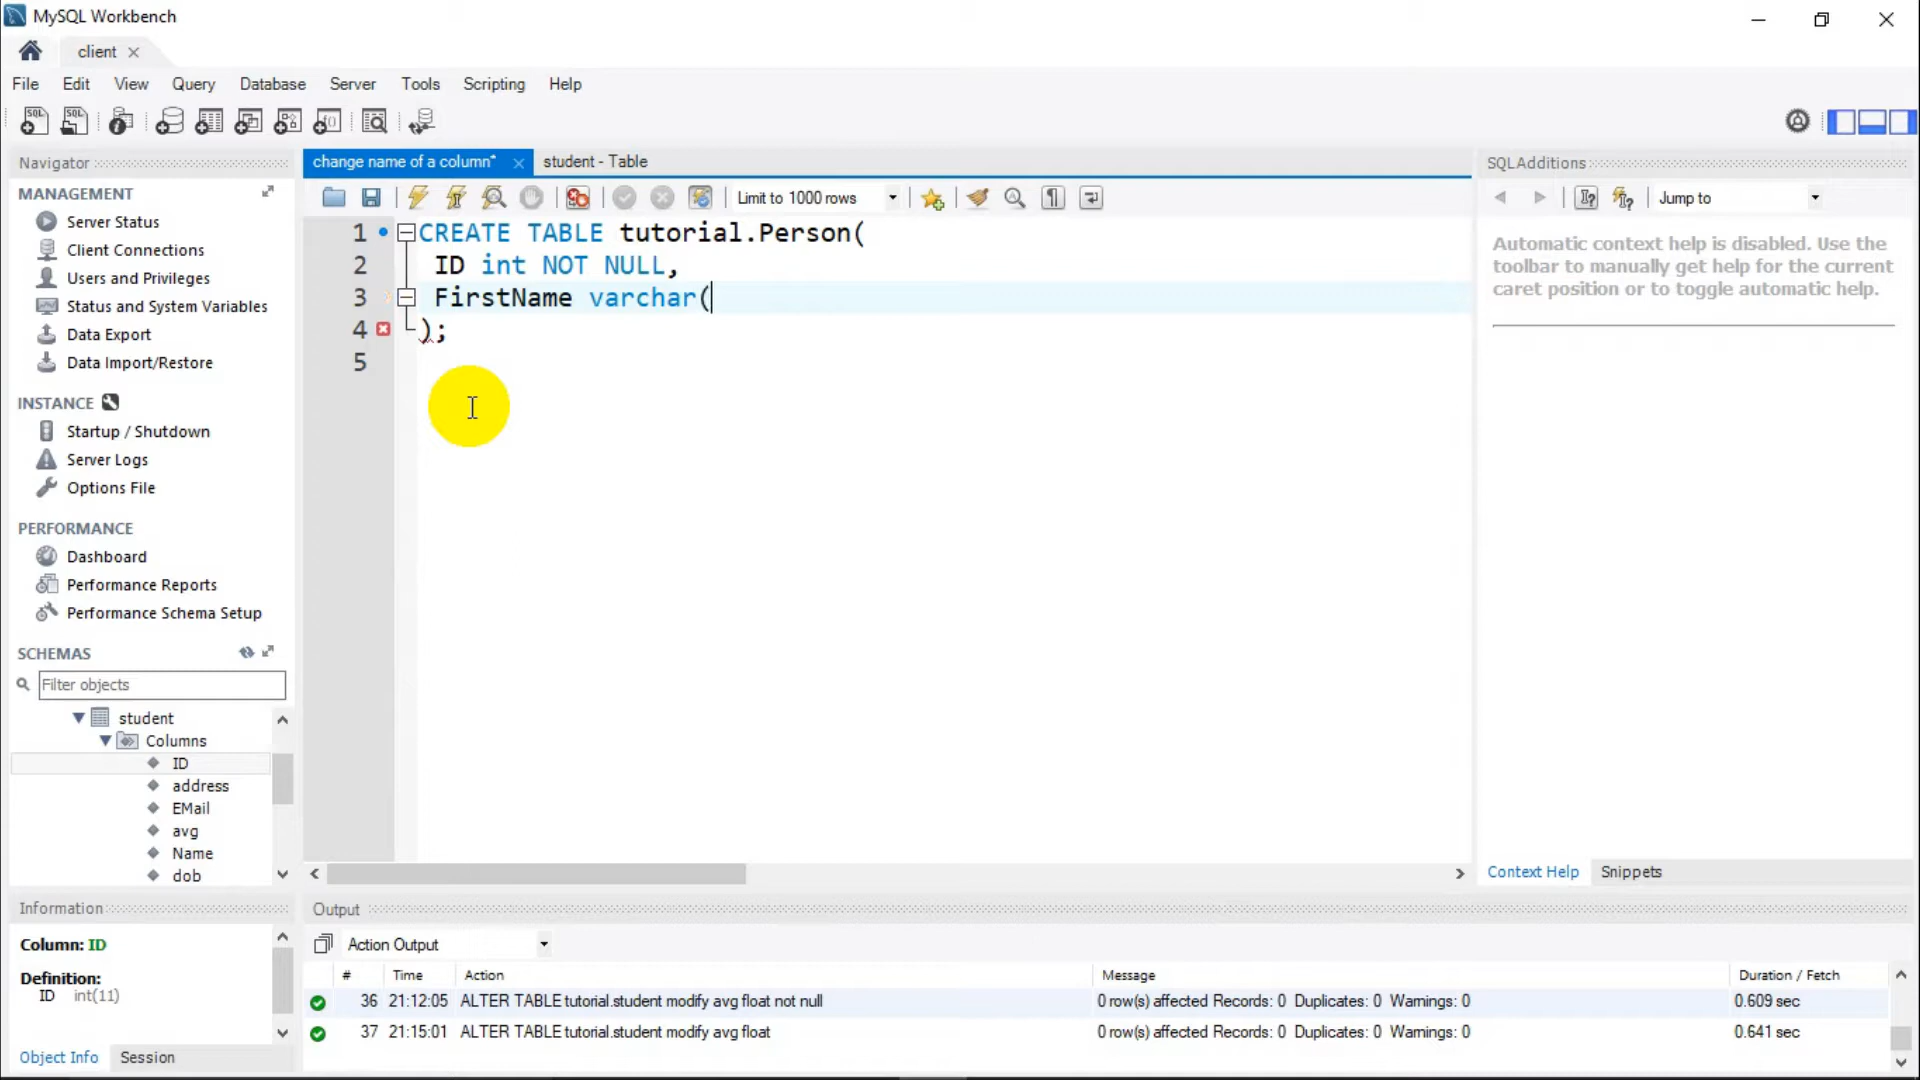 MySQL Workbench
client
File Edit View Query Database Server Tools Scripting Help
Navigator
MANAGEMENT
Server Status
Client Connections
Users and Privileges
Status and System Variables
Data Export
Data Import/Restore
INSTANCE
Startup / Shutdown
Server Logs
Options File
PERFORMANCE
Dashboard
Performance Reports
Performance Schema Setup
SCHEMAS
Filter objects
student
Columns
ID
address
EMail
avg
Name
dob
Information
Column: ID
Definition:
ID int(11)
Object Info Session
change name of a column* student - Table
Limit to 1000 rows
1 CREATE TABLE tutorial.Person(
2 ID int NOT NULL,
3 FirstName varchar(
4 );
5
SQLAdditions
Jump to
Automatic context help is disabled. Use the
toolbar to manually get help for the current
caret position or to toggle automatic help.
Context Help Snippets
Output
Action Output
# Time Action Message Duration / Fetch
36 21:12:05 ALTER TABLE tutorial.student modify avg float not null 0 row(s) affected Records: 0 Duplicates: 0 Warnings: 0 0.609 sec
37 21:15:01 ALTER TABLE tutorial.student modify avg float 0 row(s) affected Records: 0 Duplicates: 0 Warnings: 0 0.641 sec